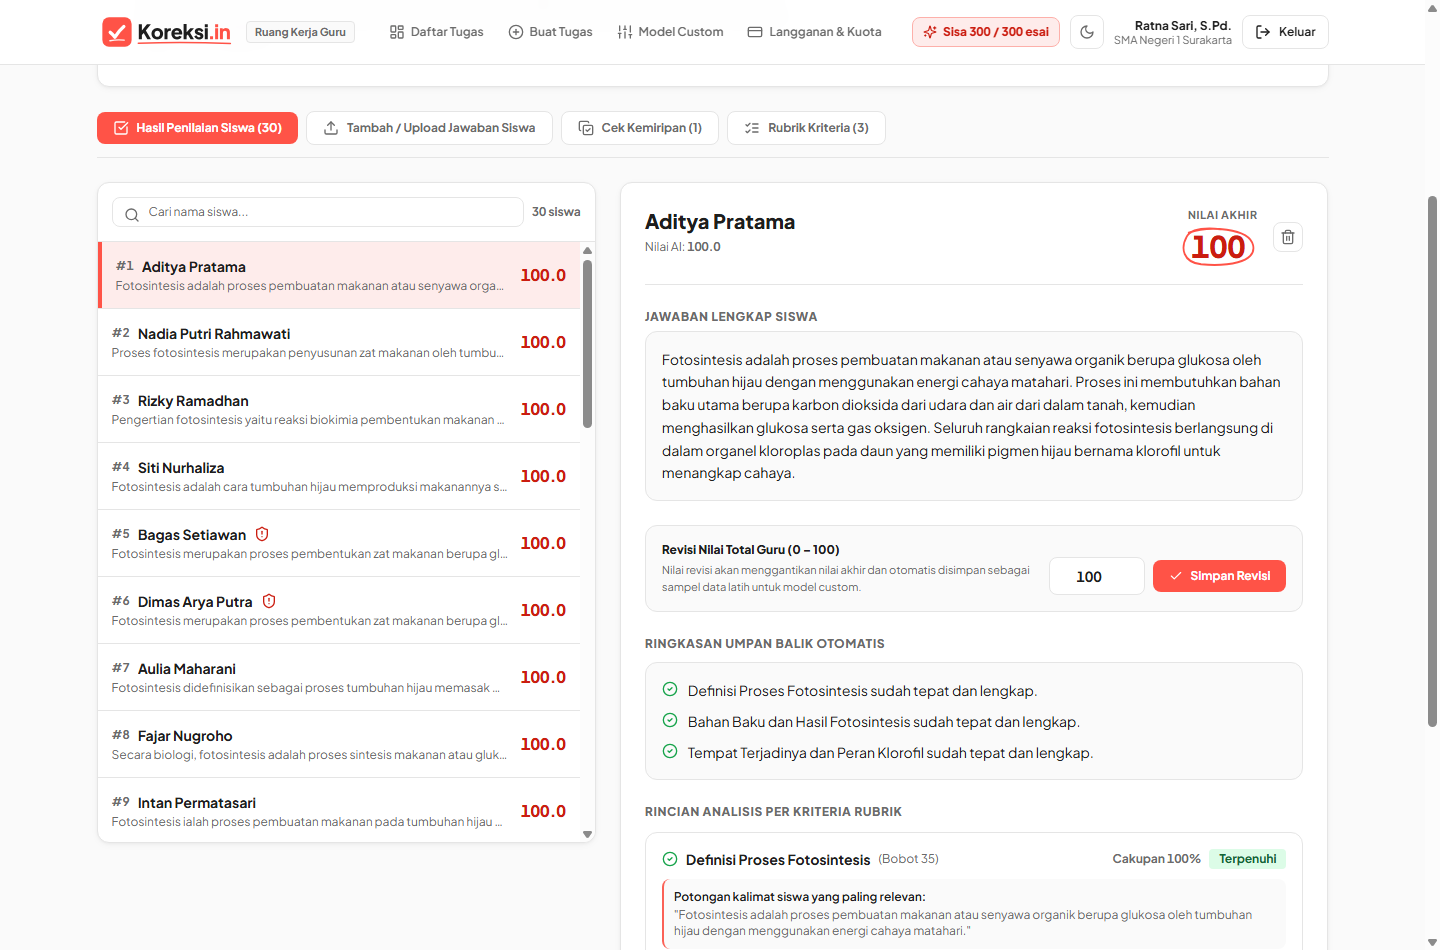 Koreksi.in
Ruang Kerja Guru
Daftar Tugas
Buat Tugas
Model Custom
Langganan & Kuota
Sisa 300 / 300 esai
Ratna Sari, S.Pd.
SMA Negeri 1 Surakarta
Keluar
Hasil Penilaian Siswa (30)
Tambah / Upload Jawaban Siswa
Cek Kemiripan (1)
Rubrik Kriteria (3)
Cari nama siswa...
30 siswa
#1 Aditya Pratama
Fotosintesis adalah proses pembuatan makanan atau senyawa orga...
100.0
#2 Nadia Putri Rahmawati
Proses fotosintesis merupakan penyusunan zat makanan oleh tumbu...
100.0
#3 Rizky Ramadhan
Pengertian fotosintesis yaitu reaksi biokimia pembentukan makanan ...
100.0
#4 Siti Nurhaliza
Fotosintesis adalah cara tumbuhan hijau memproduksi makanannya s...
100.0
#5 Bagas Setiawan
Fotosintesis merupakan proses pembentukan zat makanan berupa gl...
100.0
#6 Dimas Arya Putra
Fotosintesis merupakan proses pembentukan zat makanan berupa gl...
100.0
#7 Aulia Maharani
Fotosintesis didefinisikan sebagai proses tumbuhan hijau memasak ...
100.0
#8 Fajar Nugroho
Secara biologi, fotosintesis adalah proses sintesis makanan atau gluk...
100.0
#9 Intan Permatasari
Fotosintesis ialah proses pembuatan makanan pada tumbuhan hijau ...
100.0
Aditya Pratama
Nilai AI: 100.0
NILAI AKHIR
100
JAWABAN LENGKAP SISWA
Fotosintesis adalah proses pembuatan makanan atau senyawa organik berupa glukosa oleh
tumbuhan hijau dengan menggunakan energi cahaya matahari. Proses ini membutuhkan bahan
baku utama berupa karbon dioksida dari udara dan air dari dalam tanah, kemudian
menghasilkan glukosa serta gas oksigen. Seluruh rangkaian reaksi fotosintesis berlangsung di
dalam organel kloroplas pada daun yang memiliki pigmen hijau bernama klorofil untuk
menangkap cahaya.
Revisi Nilai Total Guru (0 – 100)
Nilai revisi akan menggantikan nilai akhir dan otomatis disimpan sebagai
sampel data latih untuk model custom.
100
Simpan Revisi
RINGKASAN UMPAN BALIK OTOMATIS
Definisi Proses Fotosintesis sudah tepat dan lengkap.
Bahan Baku dan Hasil Fotosintesis sudah tepat dan lengkap.
Tempat Terjadinya dan Peran Klorofil sudah tepat dan lengkap.
RINCIAN ANALISIS PER KRITERIA RUBRIK
Definisi Proses Fotosintesis (Bobot 35)
Cakupan 100%
Terpenuhi
Potongan kalimat siswa yang paling relevan:
"Fotosintesis adalah proses pembuatan makanan atau senyawa organik berupa glukosa oleh tumbuhan
hijau dengan menggunakan energi cahaya matahari."